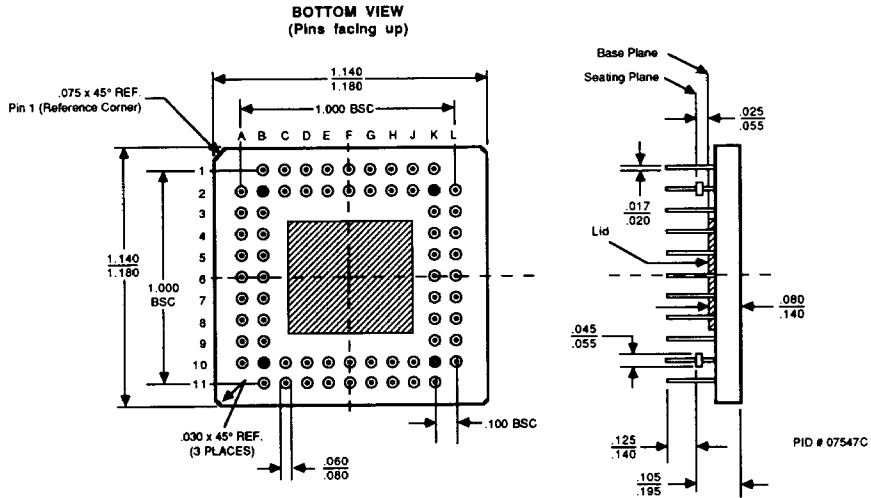 BOTTOM VIEW
(Pins facing up)
.075 x 45° REF.
Pin 1 (Reference Corner)
1.140
1.180
1.000 BSC
A B C D E F G H J K L
1
2
3
4
5
6
7
8
9
10
11
1.140
1.180
1.000
BSC
.030 x 45° REF.
(3 PLACES)
.060
.080
.100 BSC
Base Plane
Seating Plane
.025
.055
.017
.020
Lid
.080
.140
.045
.055
.125
.140
.105
.195
PID # 07547C